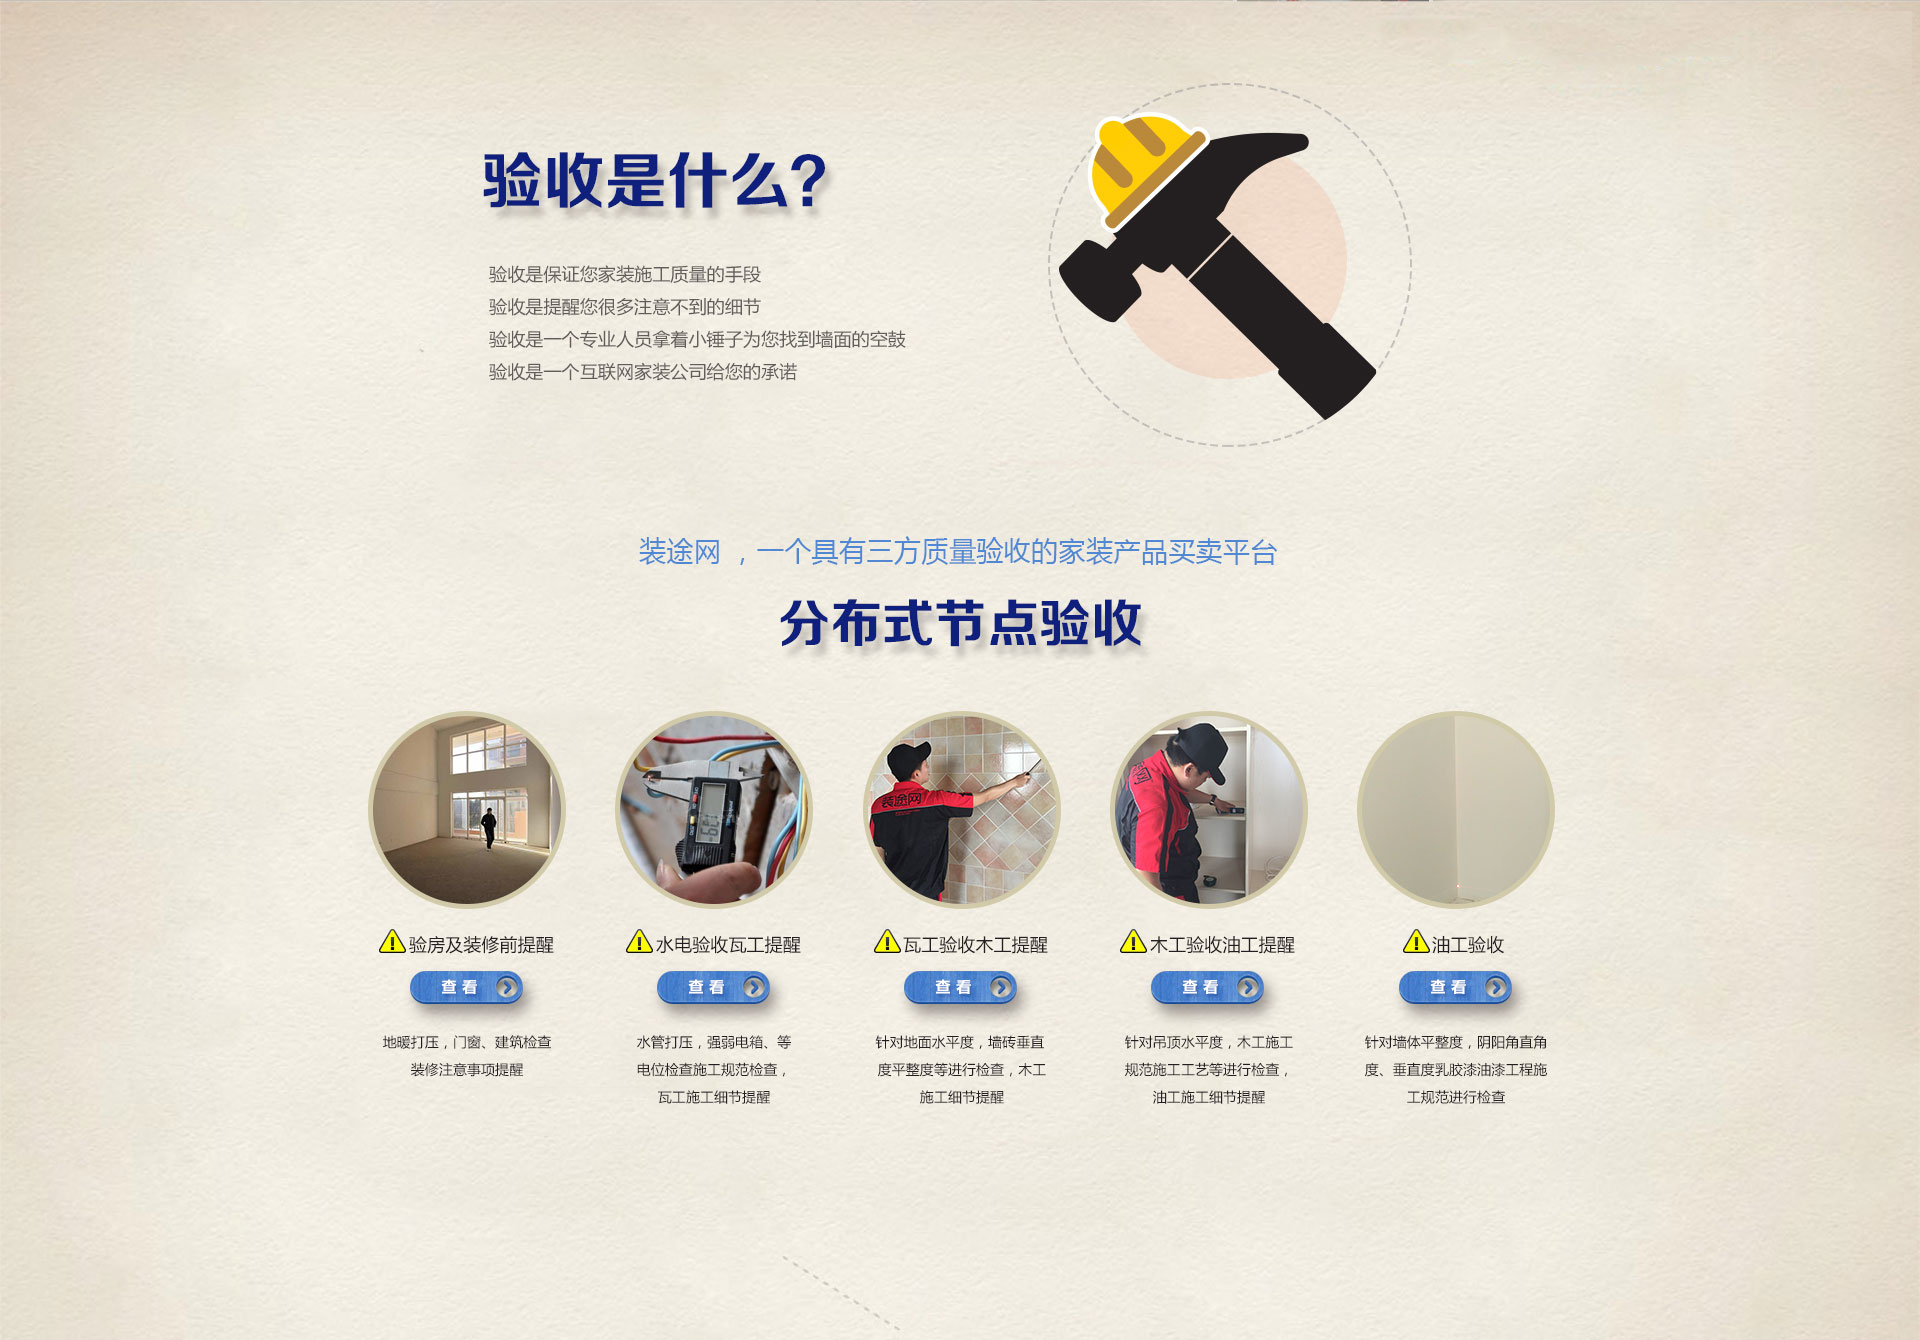 验收是什么?
验收是保证您家装施工质量的手段
验收是提醒您很多注意不到的细节
验收是一个专业人员拿着小锤子为您找到墙面的空鼓
验收是一个互联网家装公司给您的承诺
装途网 ，一个具有三方质量验收的家装产品买卖平台
分布式节点验收
装途网
验房及装修前提醒
水电验收瓦工提醒
瓦工验收木工提醒
木工验收油工提醒
油工验收
查 看
查 看
查 看
查 看
查 看
地暖打压，门窗、建筑检查
装修注意事项提醒
水管打压，强弱电箱、等
电位检查施工规范检查，
瓦工施工细节提醒
针对地面水平度，墙砖垂直
度平整度等进行检查，木工
施工细节提醒
针对吊顶水平度，木工施工
规范施工工艺等进行检查，
油工施工细节提醒
针对墙体平整度，阴阳角直角
度、垂直度乳胶漆油漆工程施
工规范进行检查